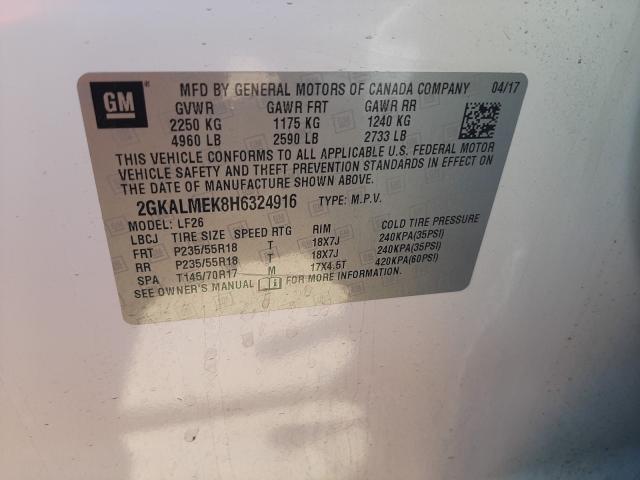 GM MFD BY GENERAL MOTORS OF CANADA COMPANY 04/17
GVWR GAWR FRT GAWR RR
2250 KG 1175 KG 1240 KG
4960 LB 2590 LB 2733 LB
THIS VEHICLE CONFORMS TO ALL APPLICABLE U.S. FEDERAL MOTOR
VEHICLE SAFETY AND THEFT PREVENTION STANDARDS IN EFFECT ON
THE DATE OF MANUFACTURE SHOWN ABOVE.
2GKALMEK8H6324916 TYPE: M.P.V.
MODEL: LF26
LBCJ TIRE SIZE SPEED RTG RIM COLD TIRE PRESSURE
FRT P235/55R18 T 18X7J 240KPA(35PSI)
RR P235/55R18 T 18X7J 240KPA(35PSI)
SPA T145/70R17 M 17X4.5T 420KPA(60PSI)
SEE OWNER'S MANUAL FOR MORE INFORMATION.